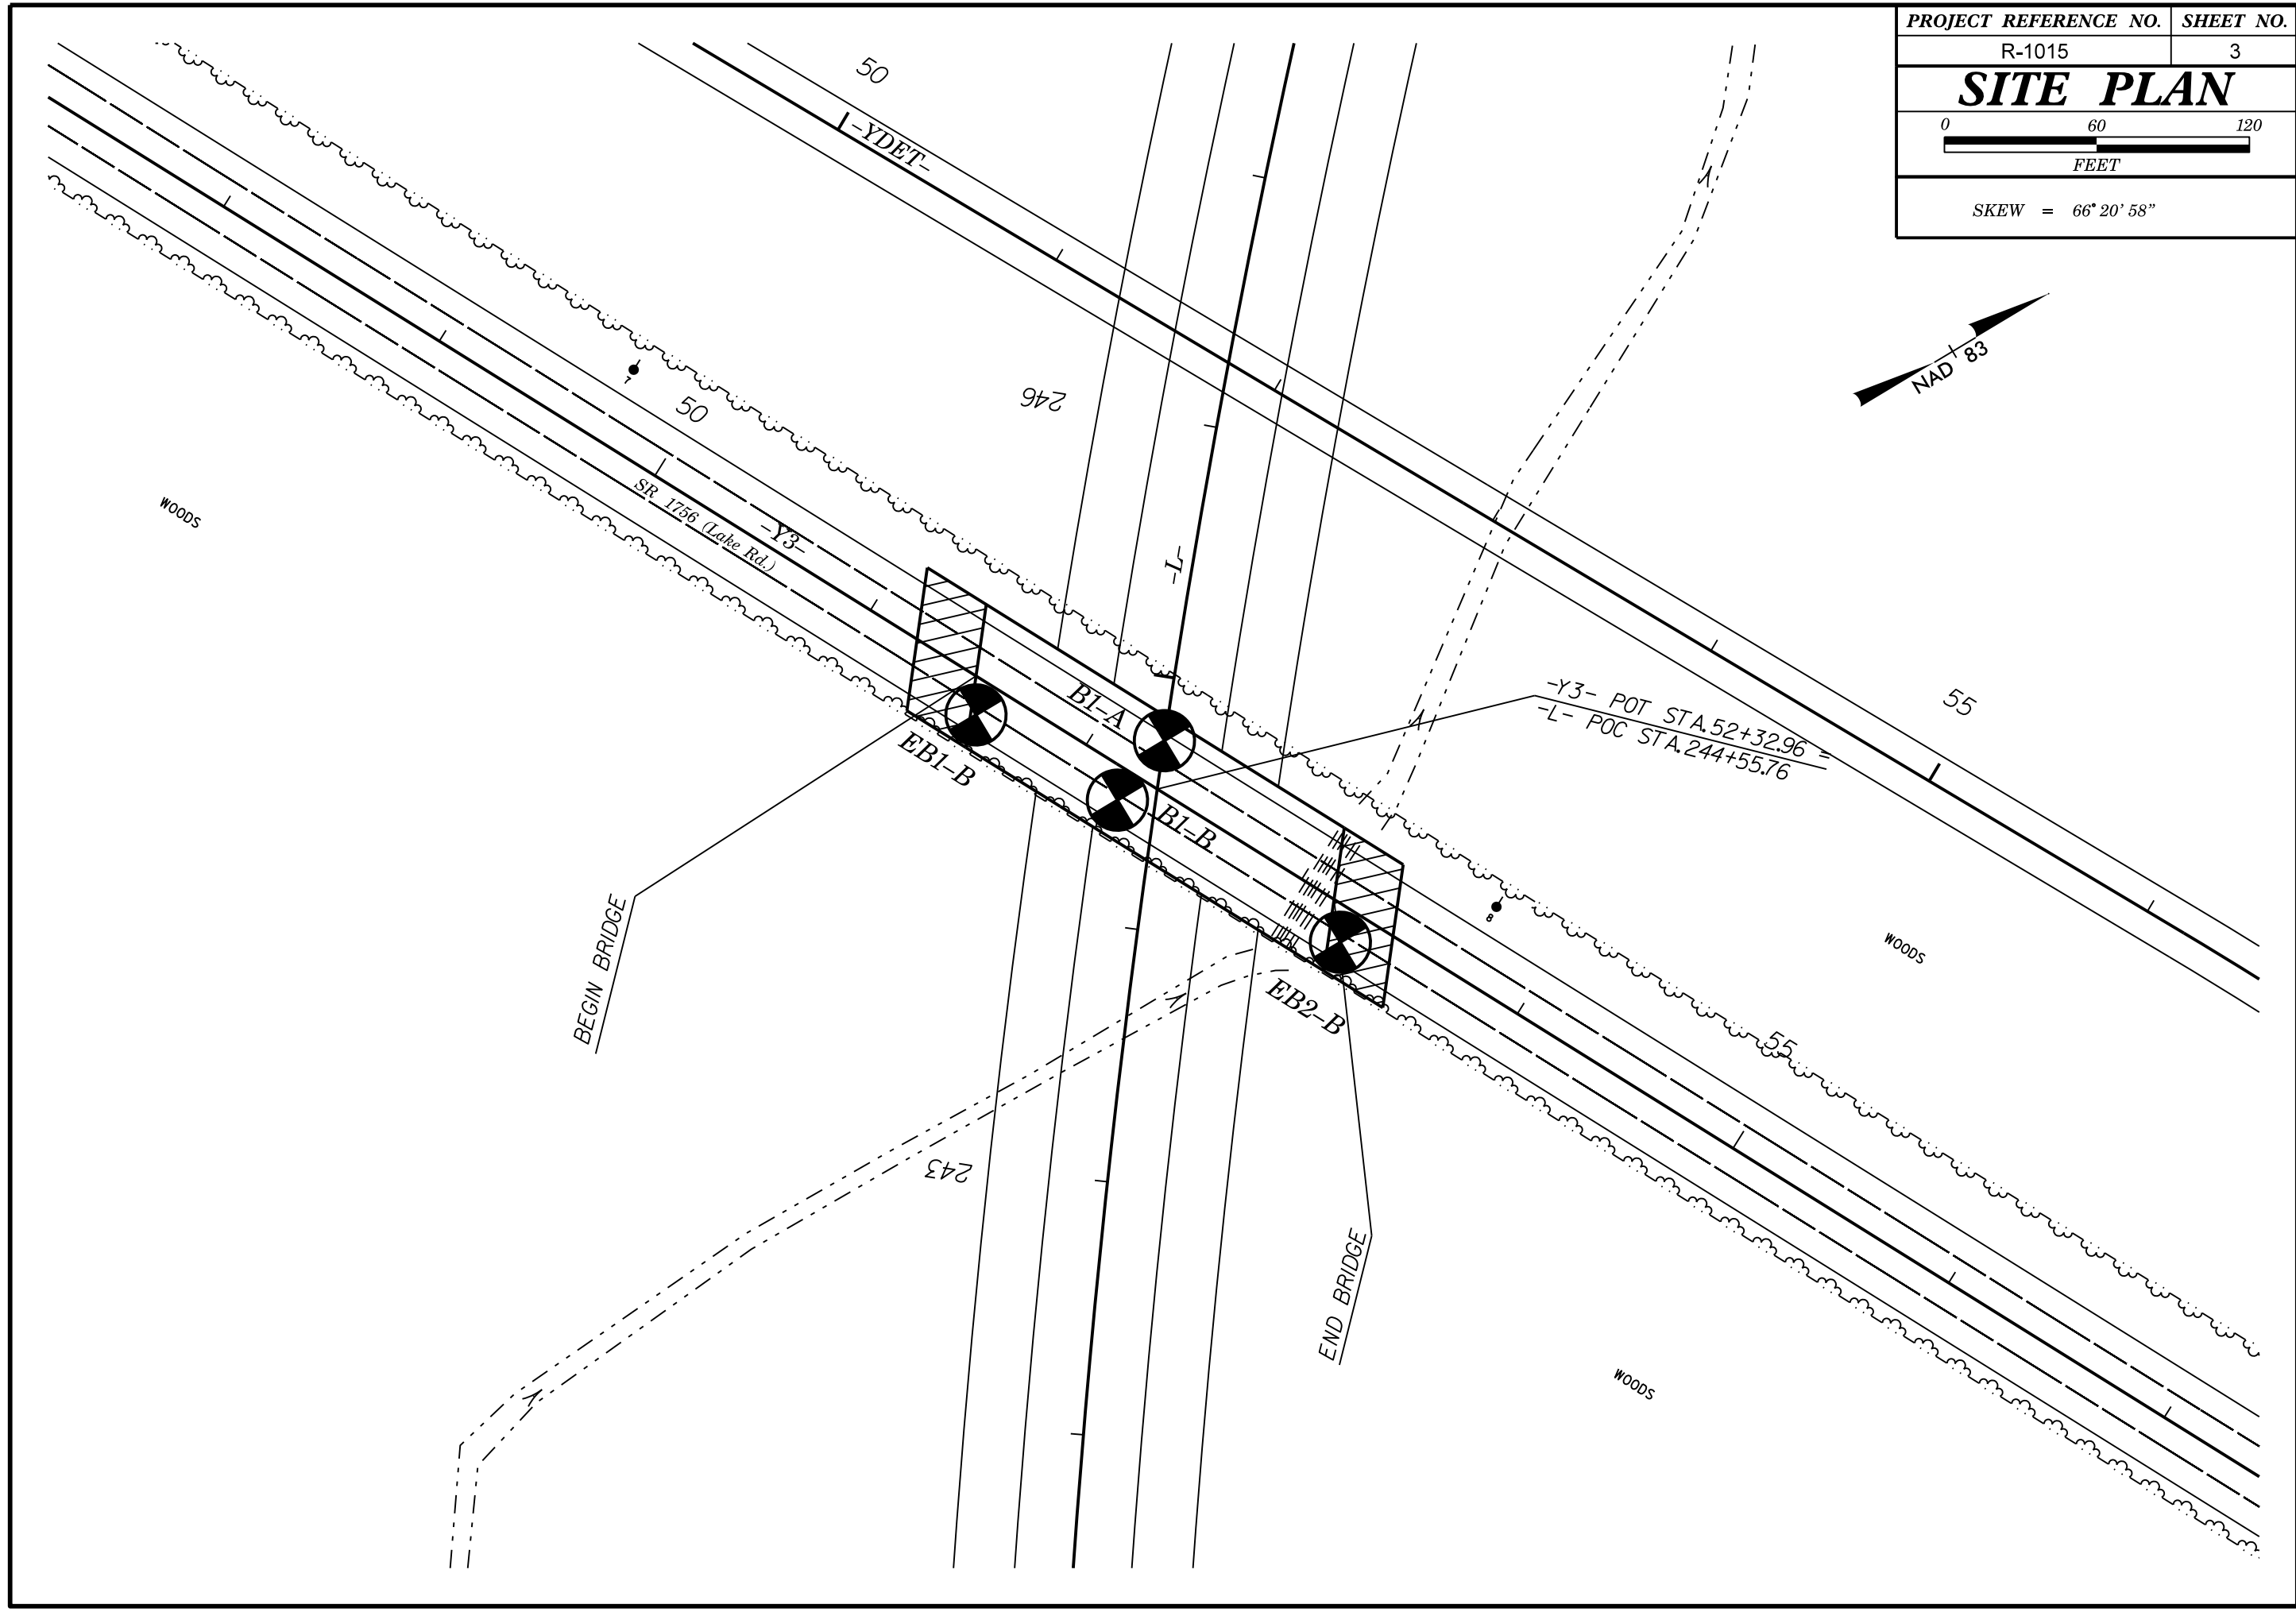 PROJECT REFERENCE NO. SHEET NO.
R-1015 3
SITE PLAN
0 60 120
FEET
SKEW = 66° 20' 58"
NAD 83
50
-YDET-
246
7
50
WOODS
SR 1756 (Lake Rd.)
-Y3-
-L-
B1-A
EB1-B
B1-B
-Y3- POT STA.52+32.96 =
-L- POC STA.244+55.76
55
8
WOODS
BEGIN BRIDGE
EB2-B
55
243
END BRIDGE
WOODS